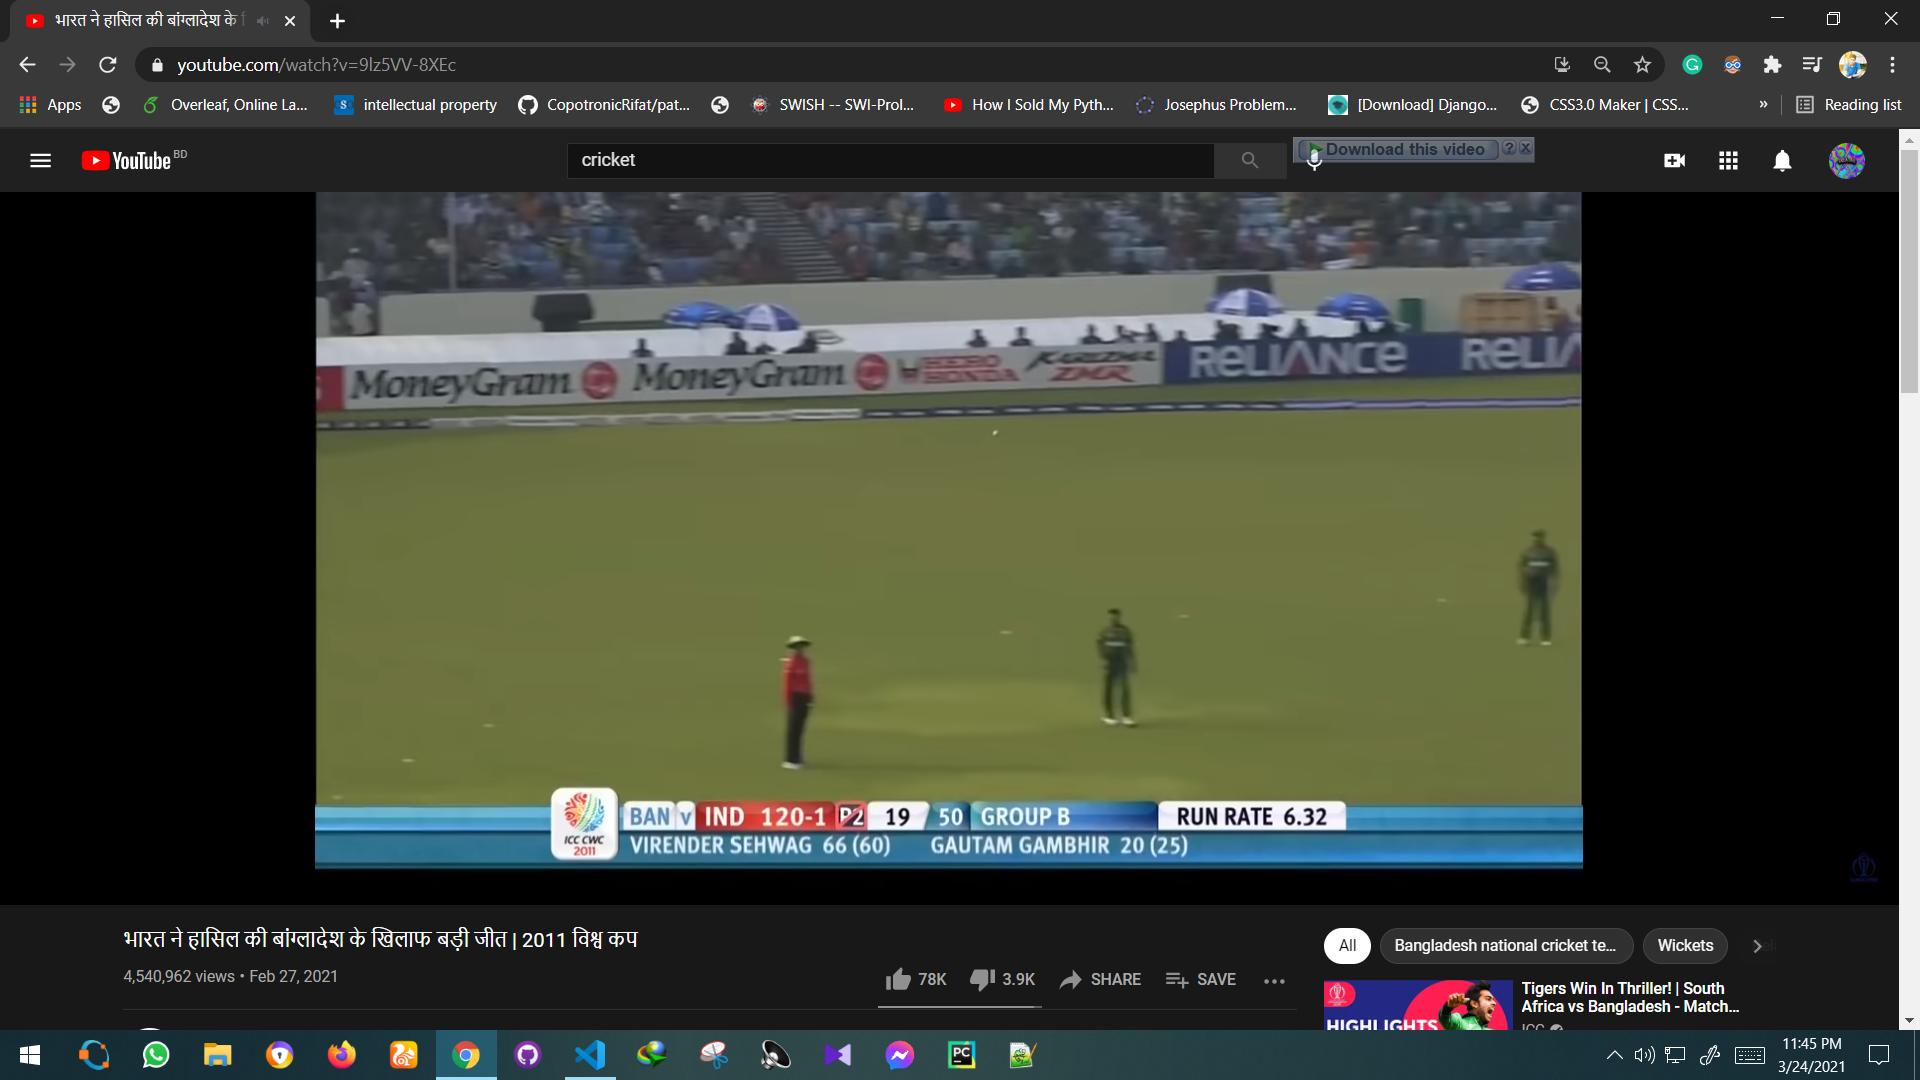 भारत ने हासिल की बांग्लादेश के
youtube.com/watch?v=9lz5VV-8XEc
Apps
Overleaf, Online La...
intellectual property
CopotronicRifat/pat...
SWISH -- SWI-Prol...
How I Sold My Pyth...
Josephus Problem...
[Download] Django...
CSS3.0 Maker | CSS...
»
Reading list
YouTube BD
cricket
Download this video ?
MoneyGram MoneyGram HERO HONDA KARIZMA ZMR RELIANCE RELIA
BAN v IND 120-1 P2 19 50 GROUP B RUN RATE 6.32
ICC CWC 2011
VIRENDER SEHWAG 66 (60) GAUTAM GAMBHIR 20 (25)
भारत ने हासिल की बांग्लादेश के खिलाफ बड़ी जीत | 2011 विश्व कप
4,540,962 views • Feb 27, 2021
78K
3.9K
SHARE
SAVE
All
Bangladesh national cricket te...
Wickets
Tigers Win In Thriller! | South
Africa vs Bangladesh - Match...
HIGHLIGHTS
ICC
PC
11:45 PM
3/24/2021